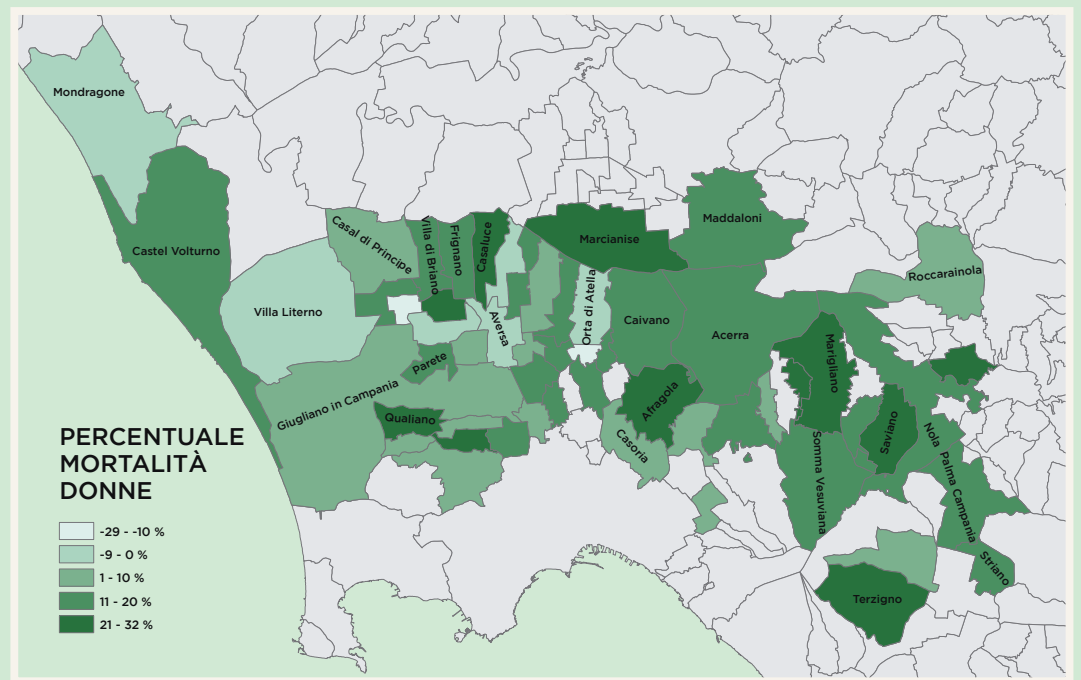 Mondragone
Castel Volturno
Villa Literno
Casal di Principe
Villa di Briano
Frignano
Casaluce
Aversa
Marcianise
Maddaloni
Orta di Atella
Caivano
Acerra
Roccarainola
Parete
Giugliano in Campania
Qualiano
Afragola
Casoria
Marigliano
Somma Vesuviana
Saviano
Nola
Palma Campania
Striano
Terzigno
PERCENTUALE
MORTALITÀ
DONNE
-29 - -10 %
-9 - 0 %
1 - 10 %
11 - 20 %
21 - 32 %